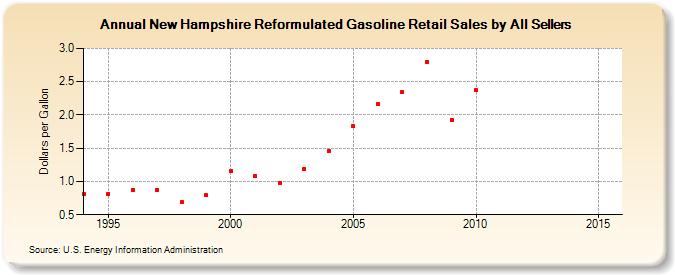 Annual New Hampshire Reformulated Gasoline Retail Sales by All Sellers
Dollars per Gallon
3.0
2.5
2.0
1.5
1.0
0.5
1995 2000 2005 2010 2015
Source: U.S. Energy Information Administration